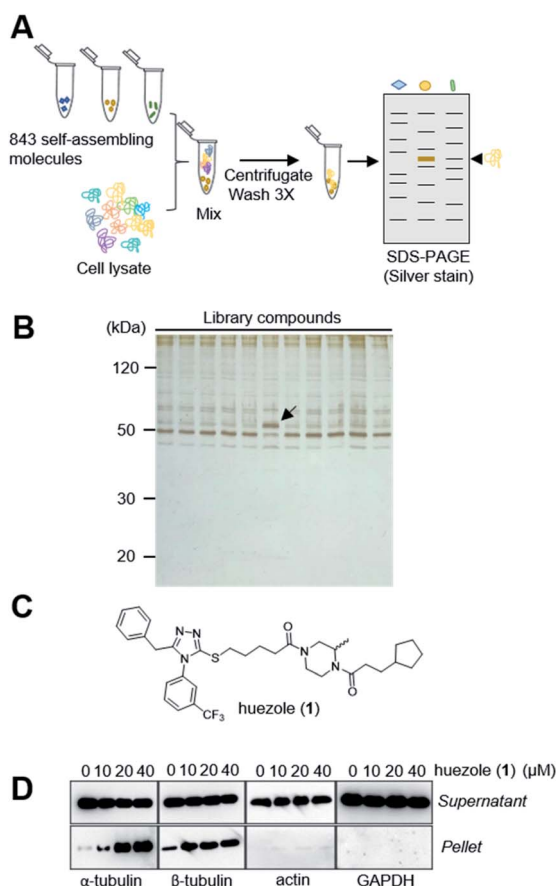 A
843 self-assembling
molecules
Cell lysate
Mix
Centrifugate
Wash 3X
SDS-PAGE
(Silver stain)
B
(kDa)
Library compounds
120
50
30
20
C
N N
N
S
O
N
N
O
CF3
huezole (1)
D
0 10 20 40 0 10 20 40 0 10 20 40 0 10 20 40 huezole (1) (μM)
Supernatant
Pellet
α-tubulin β-tubulin actin GAPDH